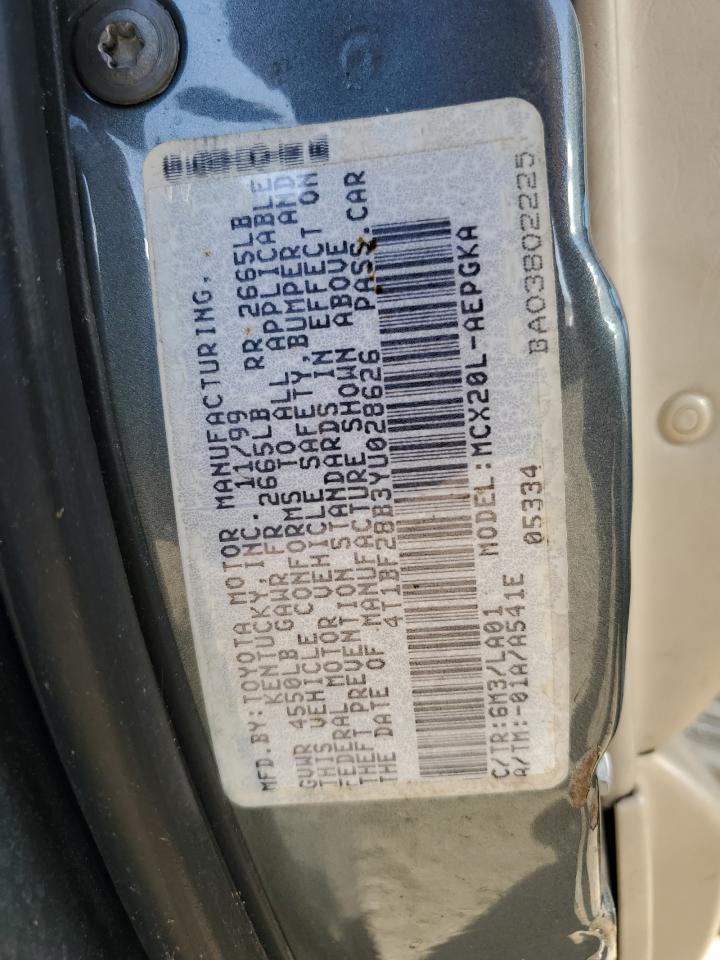 MFD.BY:TOYOTA MOTOR MANUFACTURING,
KENTUCKY,INC. 11/99
GVWR 4550LB GAWR FR 2665LB RR 2665LB
THIS VEHICLE CONFORMS TO ALL APPLICABLE
FEDERAL MOTOR VEHICLE SAFETY,BUMPER AND
THEFT PREVENTION STANDARDS IN EFFECT ON
THE DATE OF MANUFACTURE SHOWN ABOVE
4T1BF28B3YU028626 PASS.CAR
C/TR:6M3/LA01 MODEL:MCX20L-AEPGKA
A/TM:-01A/A541E 05334
BA03802225